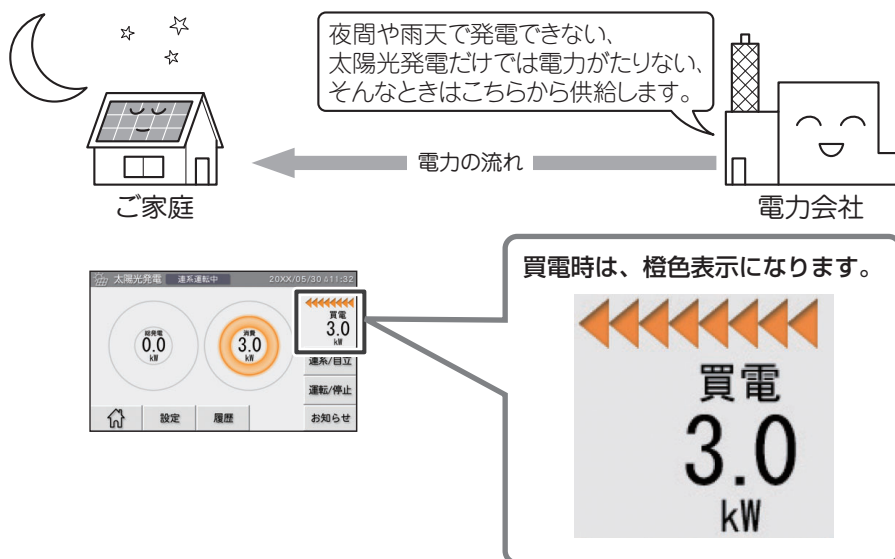 夜間や雨天で発電できない、
太陽光発電だけでは電力がたりない、
そんなときはこちらから供給します。
電力の流れ
ご家庭
電力会社
太陽光発電 連系運転中 20XX/05/30 11:32
総発電
0.0
kW
消費
3.0
kW
買電
3.0
kW
連系/自立
運転/停止
設定 履歴 お知らせ
買電時は、橙色表示になります。
買電
3.0
kW